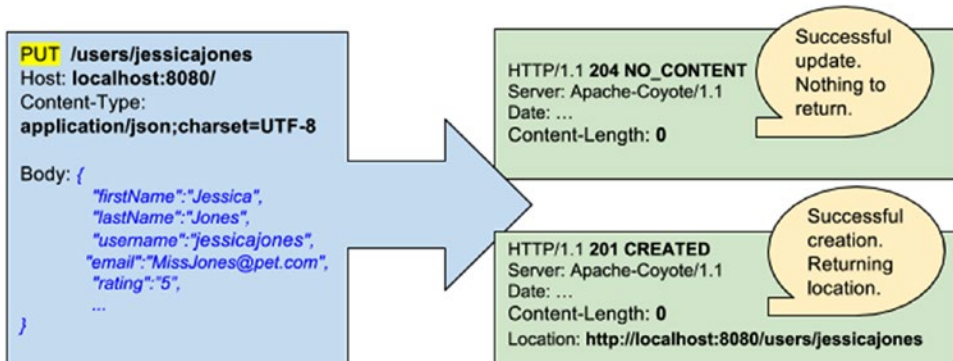 PUT /users/jessicajones
Host: localhost:8080/
Content-Type:
application/json;charset=UTF-8
Body: {
"firstName":"Jessica",
"lastName":"Jones",
"username":"jessicajones",
"email":"MissJones@pet.com",
"rating":"5",
...
}
HTTP/1.1 204 NO_CONTENT
Server: Apache-Coyote/1.1
Date: ...
Content-Length: 0
Successful
update.
Nothing to
return.
HTTP/1.1 201 CREATED
Server: Apache-Coyote/1.1
Date: ...
Content-Length: 0
Location: http://localhost:8080/users/jessicajones
Successful
creation.
Returning
location.